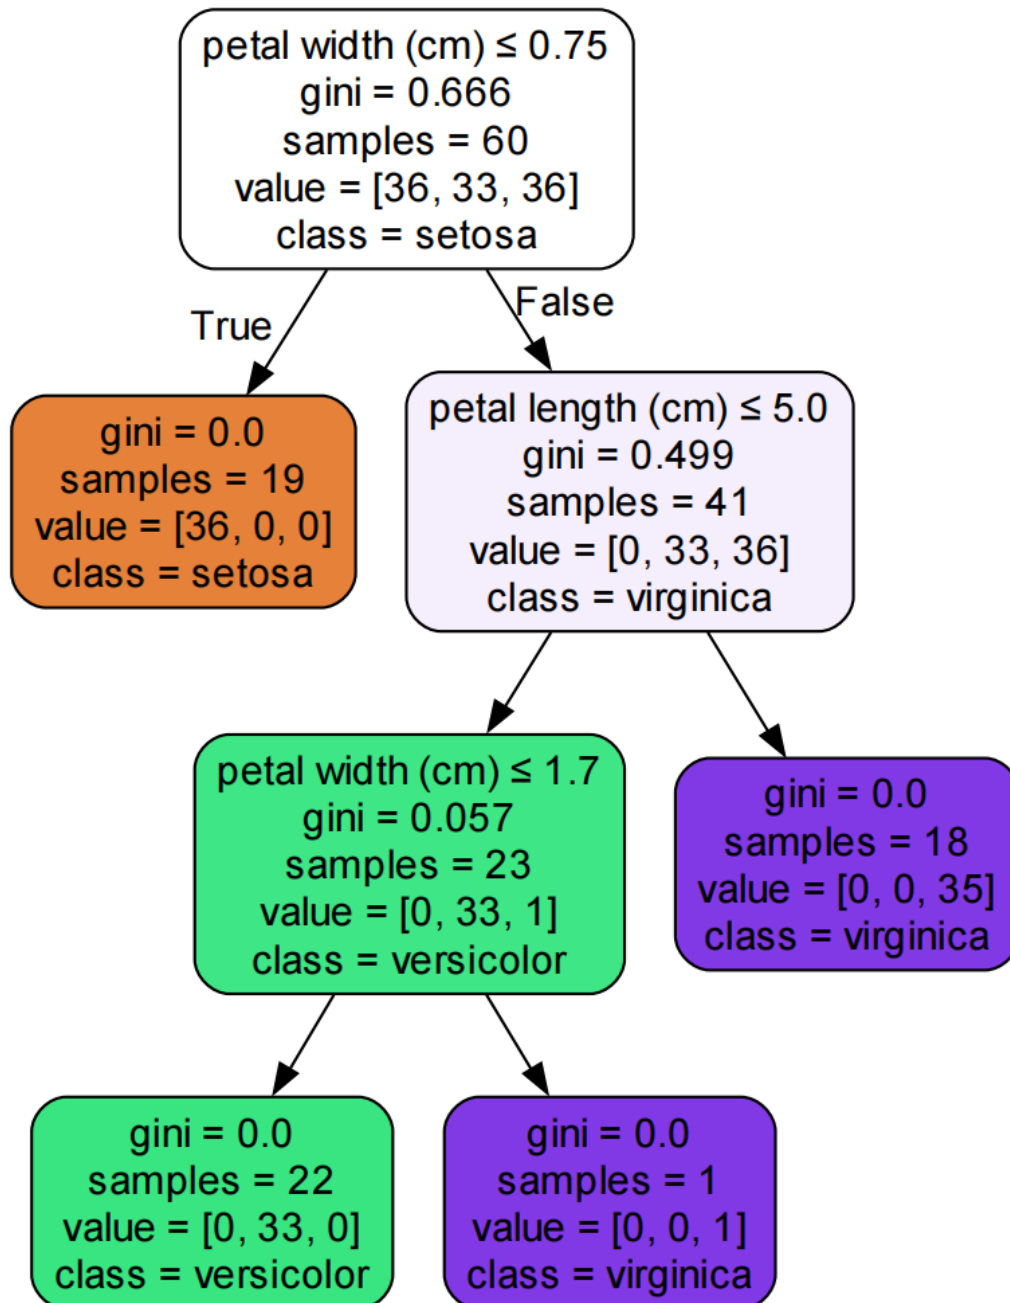 petal width (cm) ≤ 0.75
gini = 0.666
samples = 60
value = [36, 33, 36]
class = setosa
True
False
gini = 0.0
samples = 19
value = [36, 0, 0]
class = setosa
petal length (cm) ≤ 5.0
gini = 0.499
samples = 41
value = [0, 33, 36]
class = virginica
petal width (cm) ≤ 1.7
gini = 0.057
samples = 23
value = [0, 33, 1]
class = versicolor
gini = 0.0
samples = 18
value = [0, 0, 35]
class = virginica
gini = 0.0
samples = 22
value = [0, 33, 0]
class = versicolor
gini = 0.0
samples = 1
value = [0, 0, 1]
class = virginica